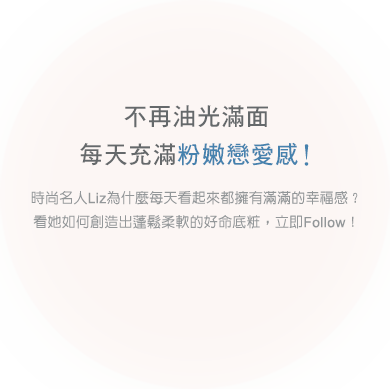 不再油光滿面
每天充滿粉嫩戀愛感！
時尚名人Liz為什麼每天看起來都擁有滿滿的幸福感？
看她如何創造出蓬鬆柔軟的好命底粧，立即Follow！